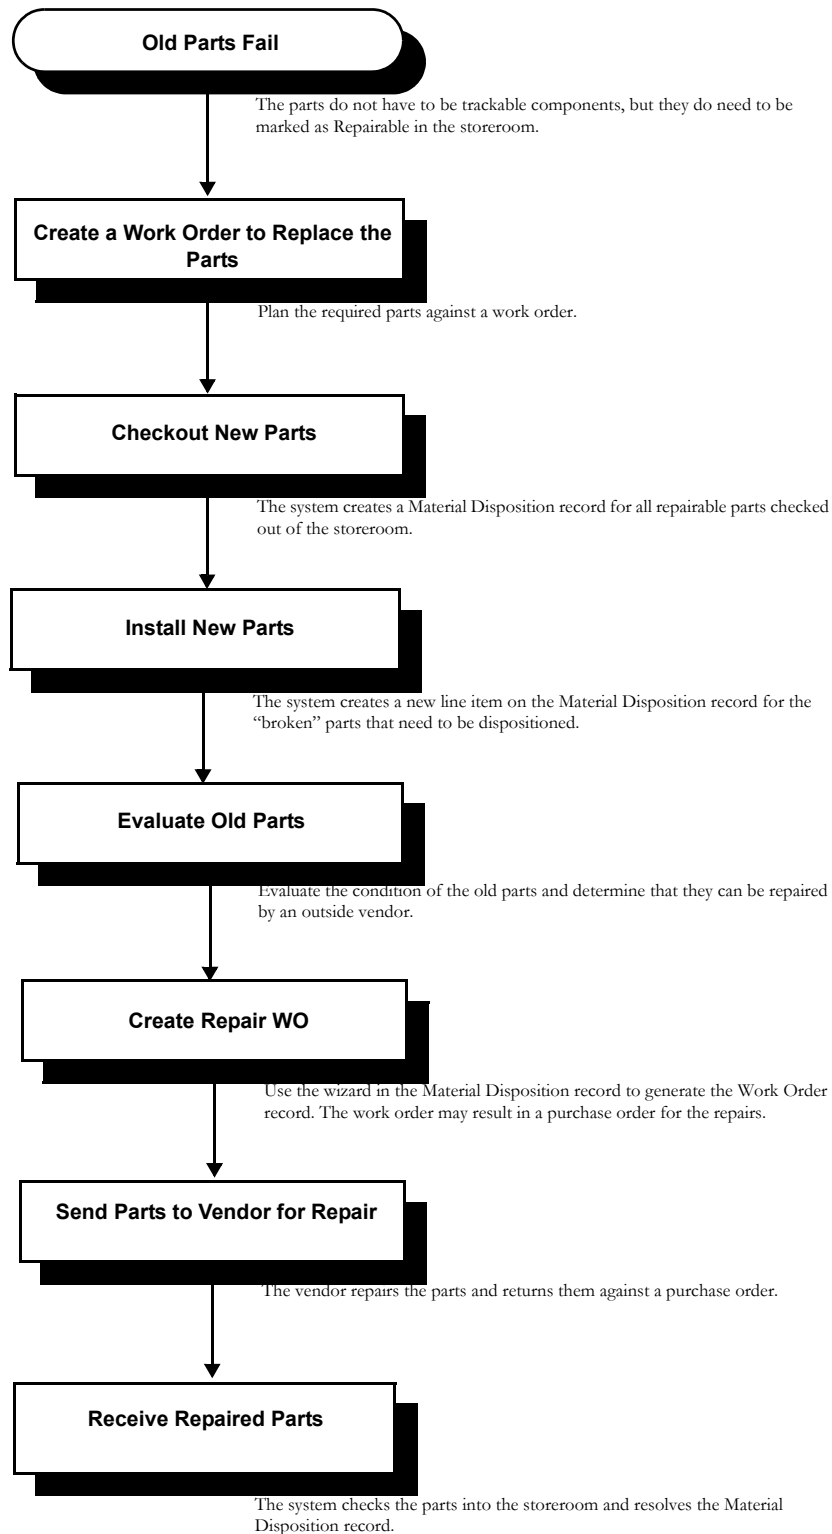 Old Parts Fail
The parts do not have to be trackable components, but they do need to be
marked as Repairable in the storeroom.
Create a Work Order to Replace the
Parts
Plan the required parts against a work order.
Checkout New Parts
The system creates a Material Disposition record for all repairable parts checked
out of the storeroom.
Install New Parts
The system creates a new line item on the Material Disposition record for the
“broken” parts that need to be dispositioned.
Evaluate Old Parts
Evaluate the condition of the old parts and determine that they can be repaired
by an outside vendor.
Create Repair WO
Use the wizard in the Material Disposition record to generate the Work Order
record. The work order may result in a purchase order for the repairs.
Send Parts to Vendor for Repair
The vendor repairs the parts and returns them against a purchase order.
Receive Repaired Parts
The system checks the parts into the storeroom and resolves the Material
Disposition record.